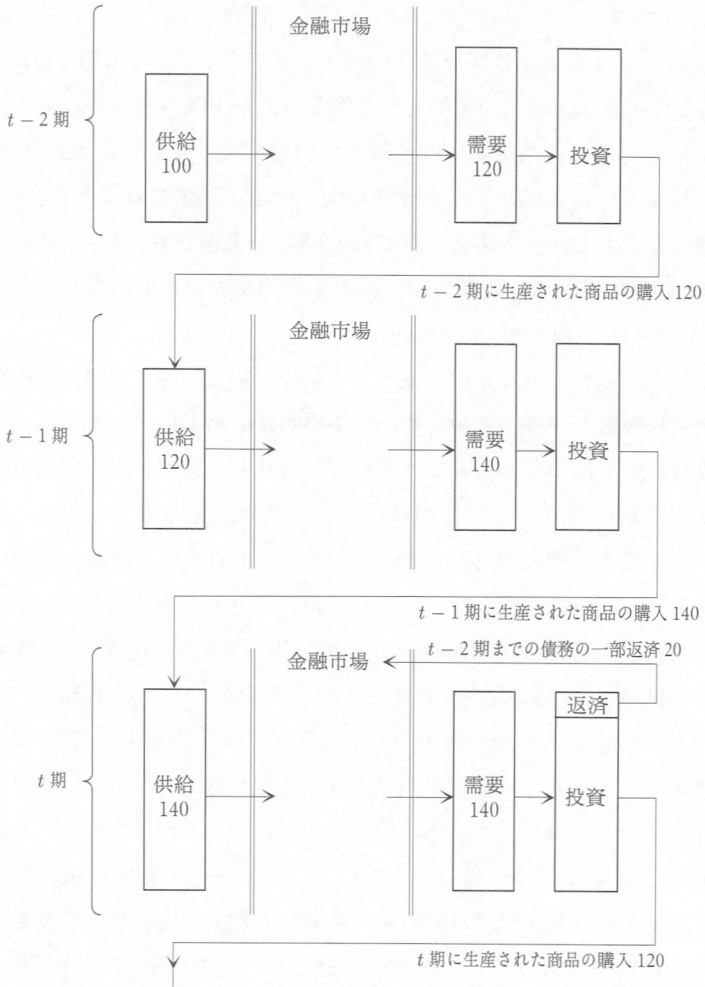 金融市場
t－2 期
供給
100
需要
120
投資
t－2 期に生産された商品の購入 120
金融市場
t－1 期
供給
120
需要
140
投資
t－1 期に生産された商品の購入 140
t－2 期までの債務の一部返済 20
金融市場
返済
t 期
供給
140
需要
140
投資
t 期に生産された商品の購入 120